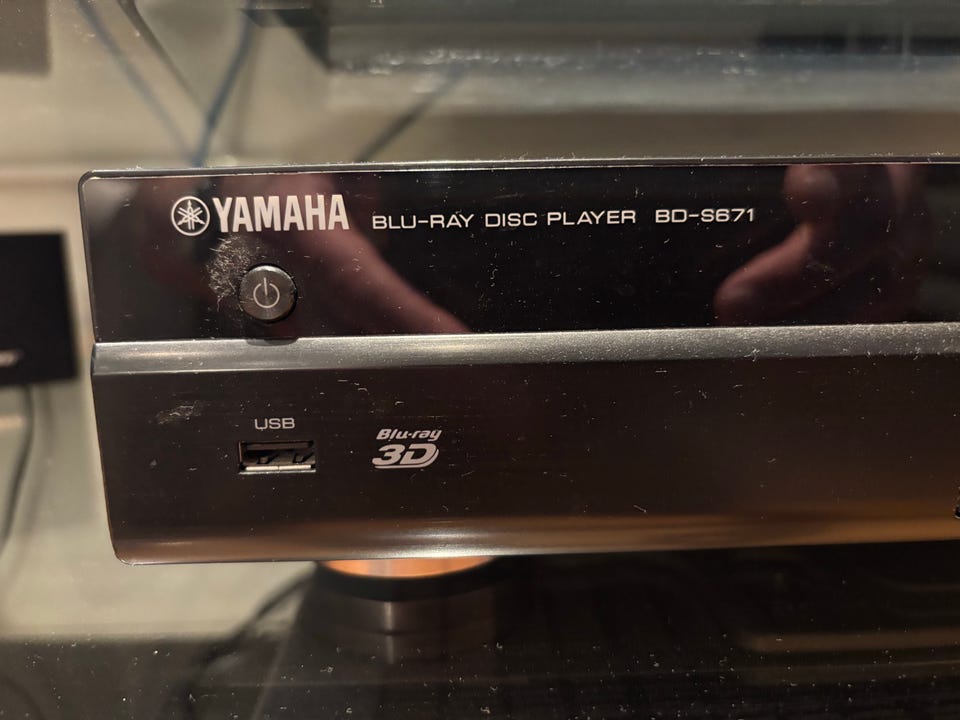 YAMAHA BLU-RAY DISC PLAYER BD-S671
USB
Blu-ray
3D